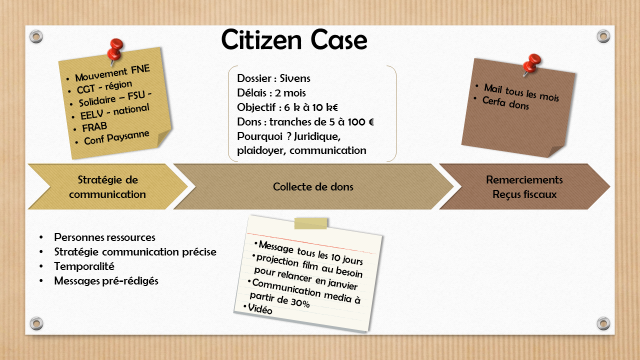 Citizen Case
• Mouvement FNE
• CGT - région
• Solidaire – FSU -
• EELV - national
• FRAB
• Conf Paysanne
Dossier : Sivens
Délais : 2 mois
Objectif : 6 k à 10 k€
Dons : tranches de 5 à 100 €
Pourquoi ? Juridique,
plaidoyer, communication
• Mail tous les mois
• Cerfa dons
Stratégie de
communication
Collecte de dons
Remerciements
Reçus fiscaux
• Personnes ressources
• Stratégie communication précise
• Temporalité
• Messages pré-rédigés
•Message tous les 10 jours
•projection film au besoin
pour relancer en janvier
•Communication media à
partir de 30%
•Vidéo